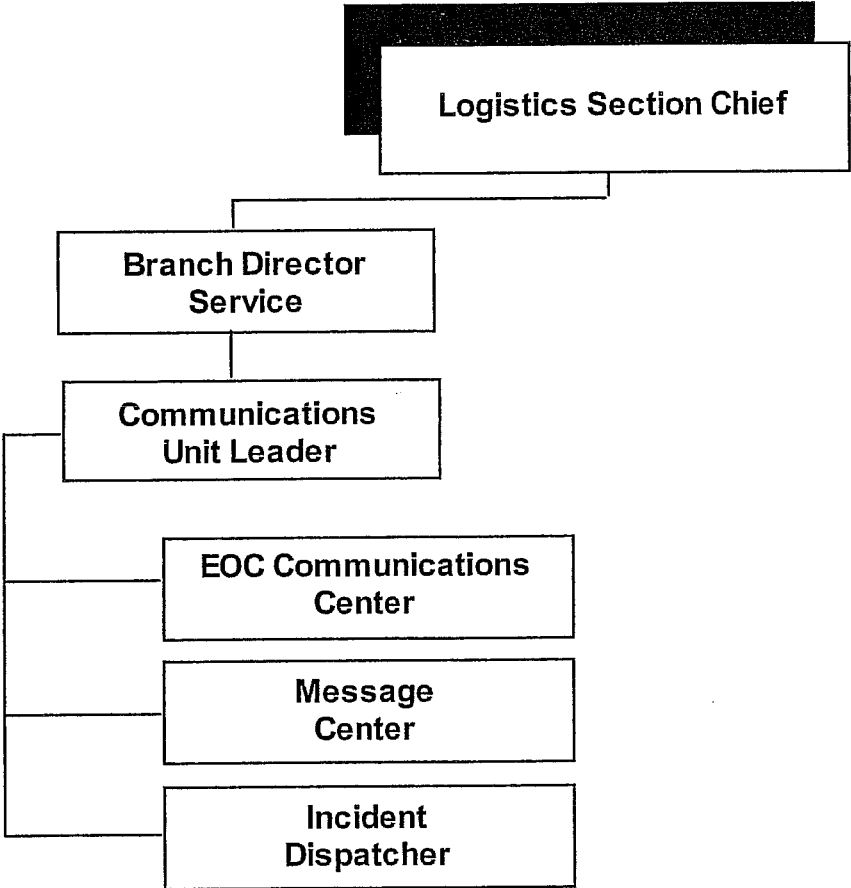 Logistics Section Chief
Branch Director
Service
Communications
Unit Leader
EOC Communications
Center
Message
Center
Incident
Dispatcher